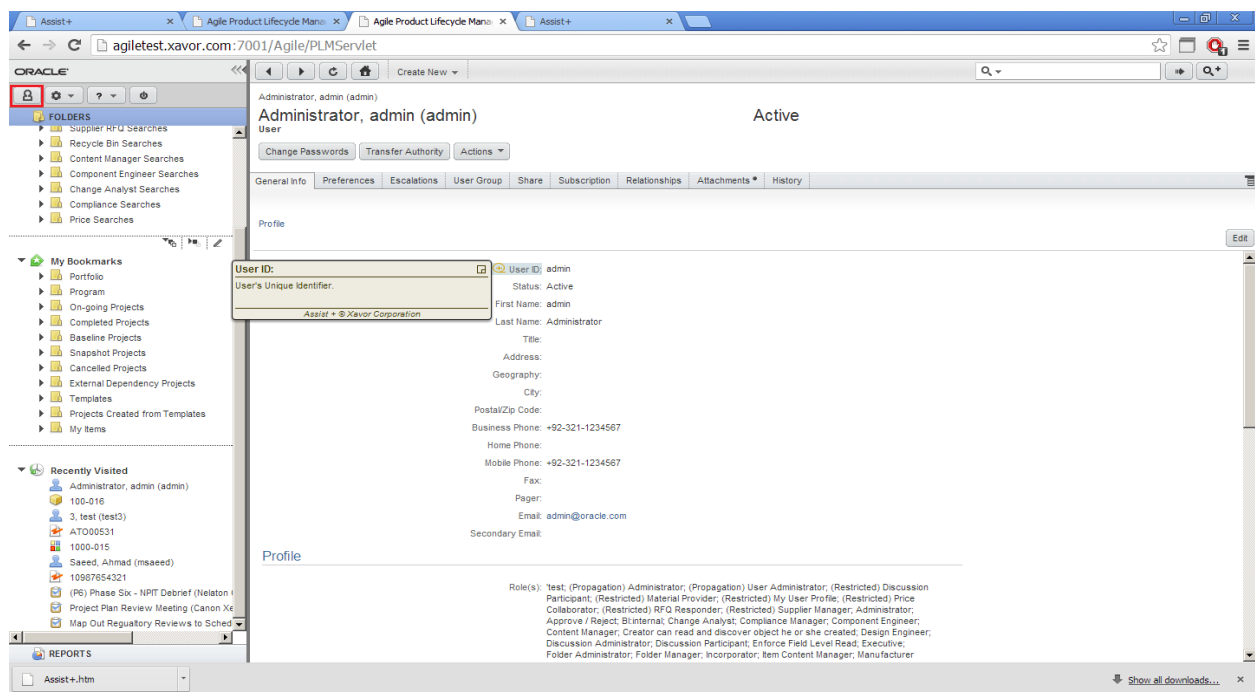 Assist+
Agile Product Lifecycle Mana
Agile Product Lifecycle Mana
Assist+
agiletest.xavor.com:7001/Agile/PLMServlet
ORACLE
Create New
FOLDERS
Supplier RFQ Searches
Recycle Bin Searches
Content Manager Searches
Component Engineer Searches
Change Analyst Searches
Compliance Searches
Price Searches
My Bookmarks
Portfolio
Program
On-going Projects
Completed Projects
Baseline Projects
Snapshot Projects
Cancelled Projects
External Dependency Projects
Templates
Projects Created from Templates
My Items
Recently Visited
Administrator, admin (admin)
100-016
3, test (test3)
ATO00531
1000-015
Saeed, Ahmad (msaeed)
10987654321
(P6) Phase Six - NPIT Debrief (Nelaton
Project Plan Review Meeting (Canon Xe
Map Out Regualtory Reviews to Sched
REPORTS
Administrator, admin (admin)
Administrator, admin (admin) Active
User
Change Passwords Transfer Authority Actions
General Info Preferences Escalations User Group Share Subscription Relationships Attachments History
Profile
Edit
User ID:
User's Unique Identifier.
Assist + ® Xavor Corporation
User ID: admin
Status: Active
First Name: admin
Last Name: Administrator
Title:
Address:
Geography:
City:
Postal/Zip Code:
Business Phone: +92-321-1234567
Home Phone:
Mobile Phone: +92-321-1234567
Fax:
Pager:
Email: admin@oracle.com
Secondary Email:
Profile
Role(s): 'test; (Propagation) Administrator; (Propagation) User Administrator; (Restricted) Discussion
Participant; (Restricted) Material Provider; (Restricted) My User Profile; (Restricted) Price
Collaborator; (Restricted) RFQ Responder; (Restricted) Supplier Manager; Administrator;
Approve / Reject; BI:internal; Change Analyst; Compliance Manager; Component Engineer;
Content Manager; Creator can read and discover object he or she created; Design Engineer;
Discussion Administrator; Discussion Participant; Enforce Field Level Read; Executive;
Folder Administrator; Folder Manager; Incorporator; Item Content Manager; Manufacturer
Assist+.htm
Show all downloads...